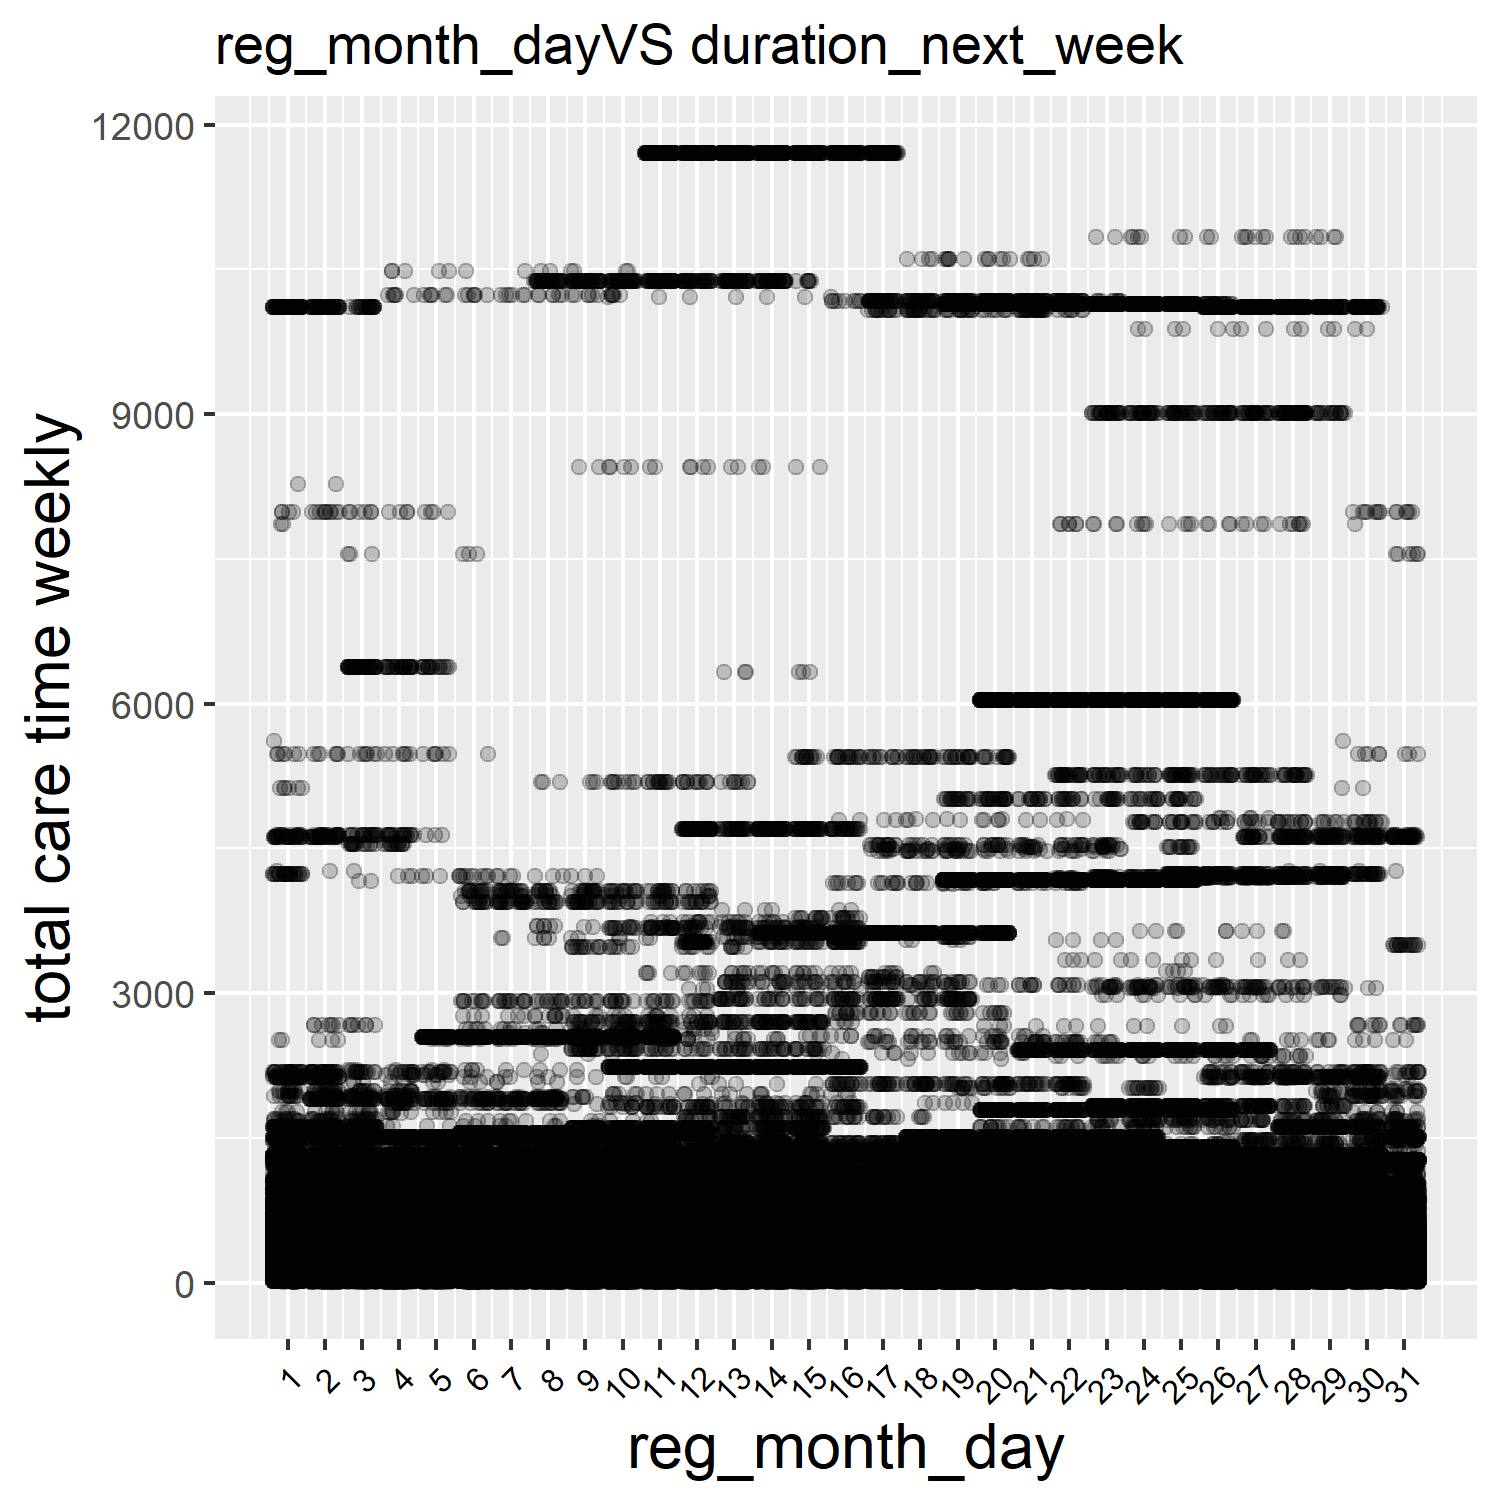 reg_month_dayVS duration_next_week
total care time weekly
12000
9000
6000
3000
0
1 2 3 4 5 6 7 8 9 10 11 12 13 14 15 16 17 18 19 20 21 22 23 24 25 26 27 28 29 30 31
reg_month_day